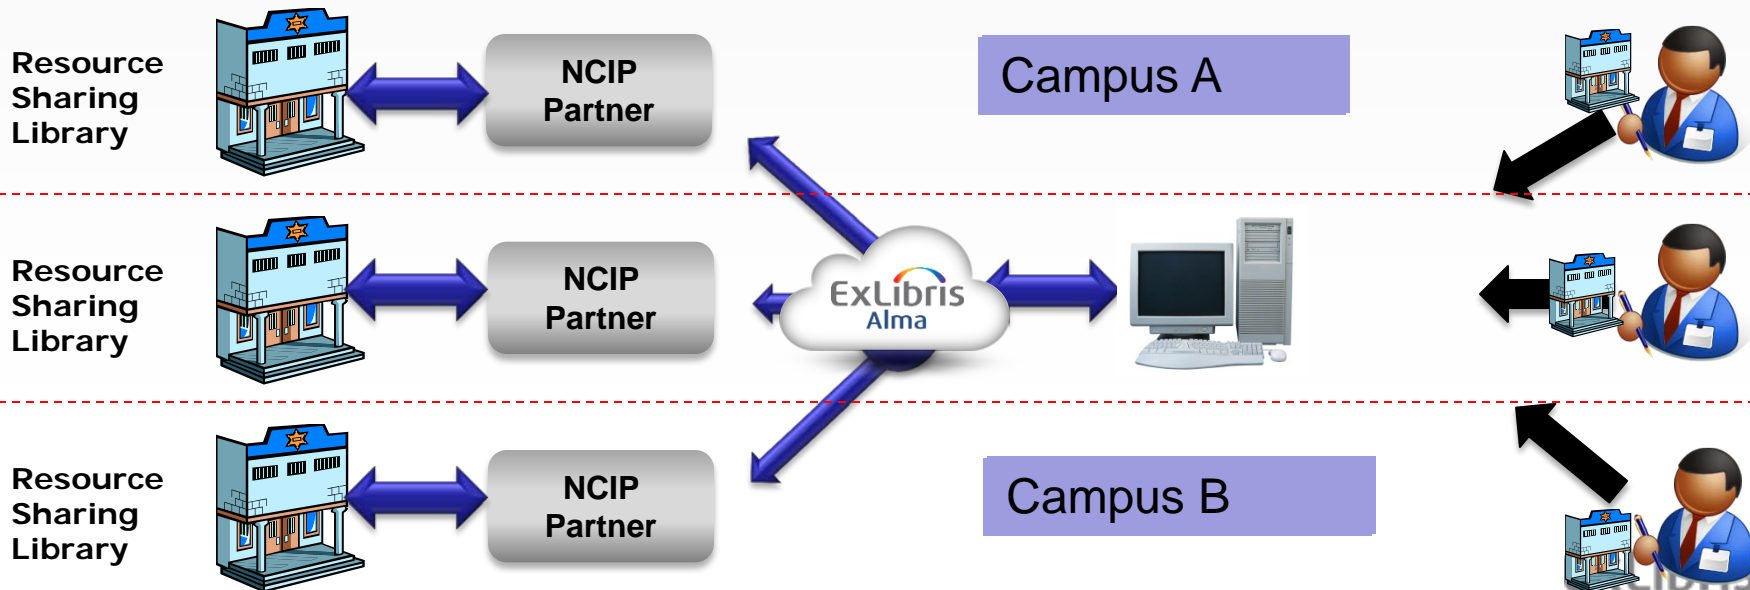 Resource
Sharing
Library
NCIP
Partner
Campus A
Resource
Sharing
Library
NCIP
Partner
ExLibris
Alma
Resource
Sharing
Library
NCIP
Partner
Campus B